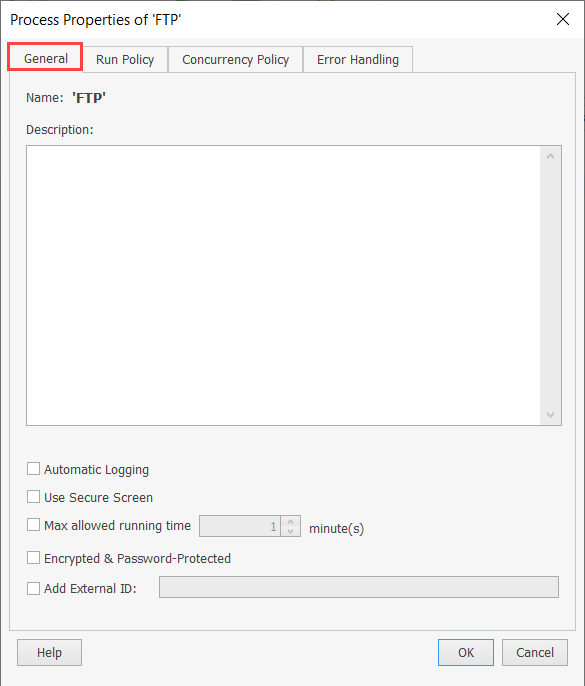 Process Properties of 'FTP'
General Run Policy Concurrency Policy Error Handling
Name: 'FTP'
Description:
Automatic Logging
Use Secure Screen
Max allowed running time 1 minute(s)
Encrypted & Password-Protected
Add External ID:
Help OK Cancel